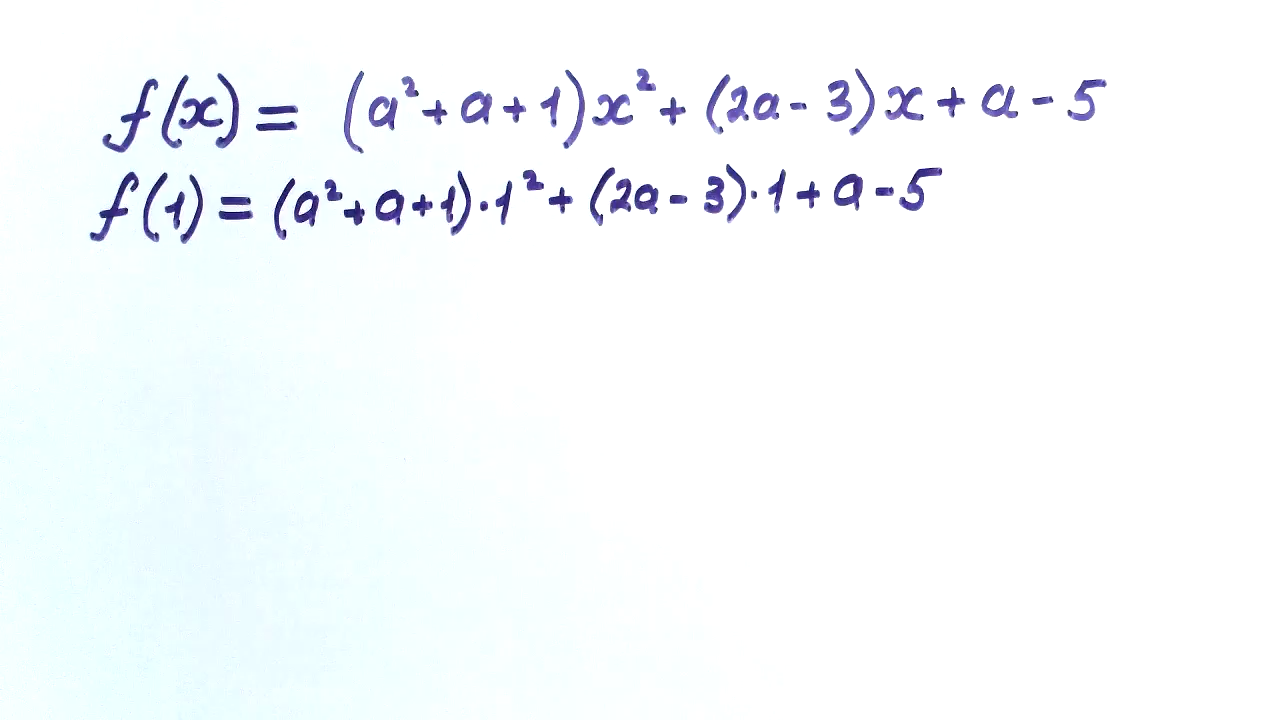 f(x) = (a²+a+1)x²+(2a-3)x+a-5
f(1)=(a²+a+1)·1²+(2a-3)·1+a-5